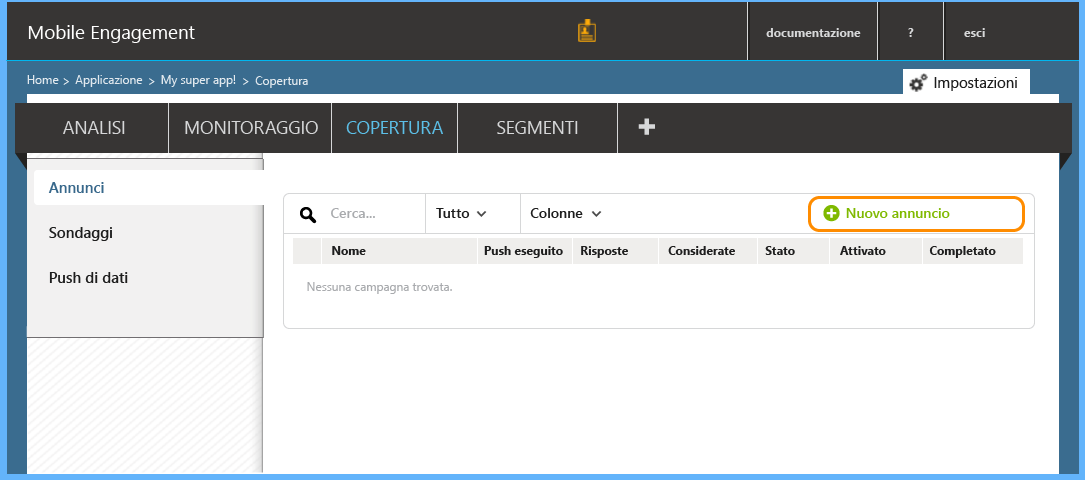 Mobile Engagement
documentazione
?
esci
Home > Applicazione > My super app! > Copertura
Impostazioni
ANALISI
MONITORAGGIO
COPERTURA
SEGMENTI
Annunci
Sondaggi
Push di dati
Cerca...
Tutto
Colonne
Nuovo annuncio
Nome
Push eseguito
Risposte
Considerate
Stato
Attivato
Completato
Nessuna campagna trovata.